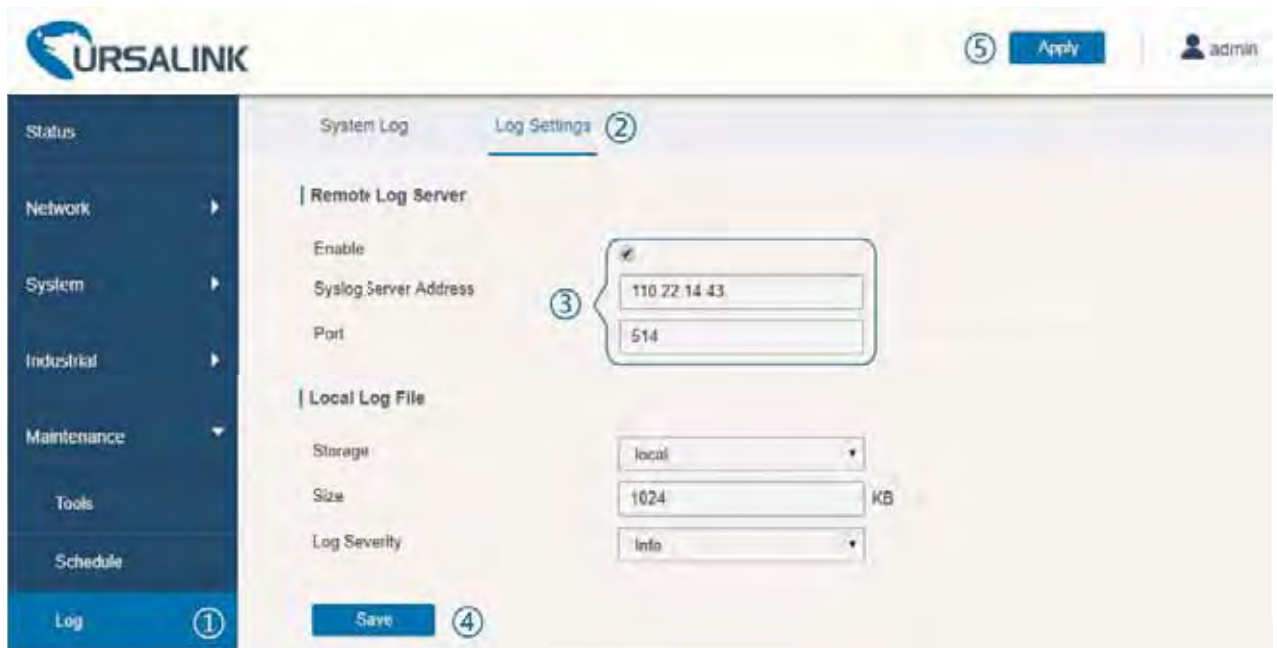 URSALINK
⑤ Apply admin
Status
Network
System
Industrial
Maintenance
Tools
Schedule
Log ①
System Log Log Settings ②
Remote Log Server
Enable
Syslog Server Address 110.22.14.43
③
Port 514
Local Log File
Storage local
Size 1024 KB
Log Severity Info
Save ④